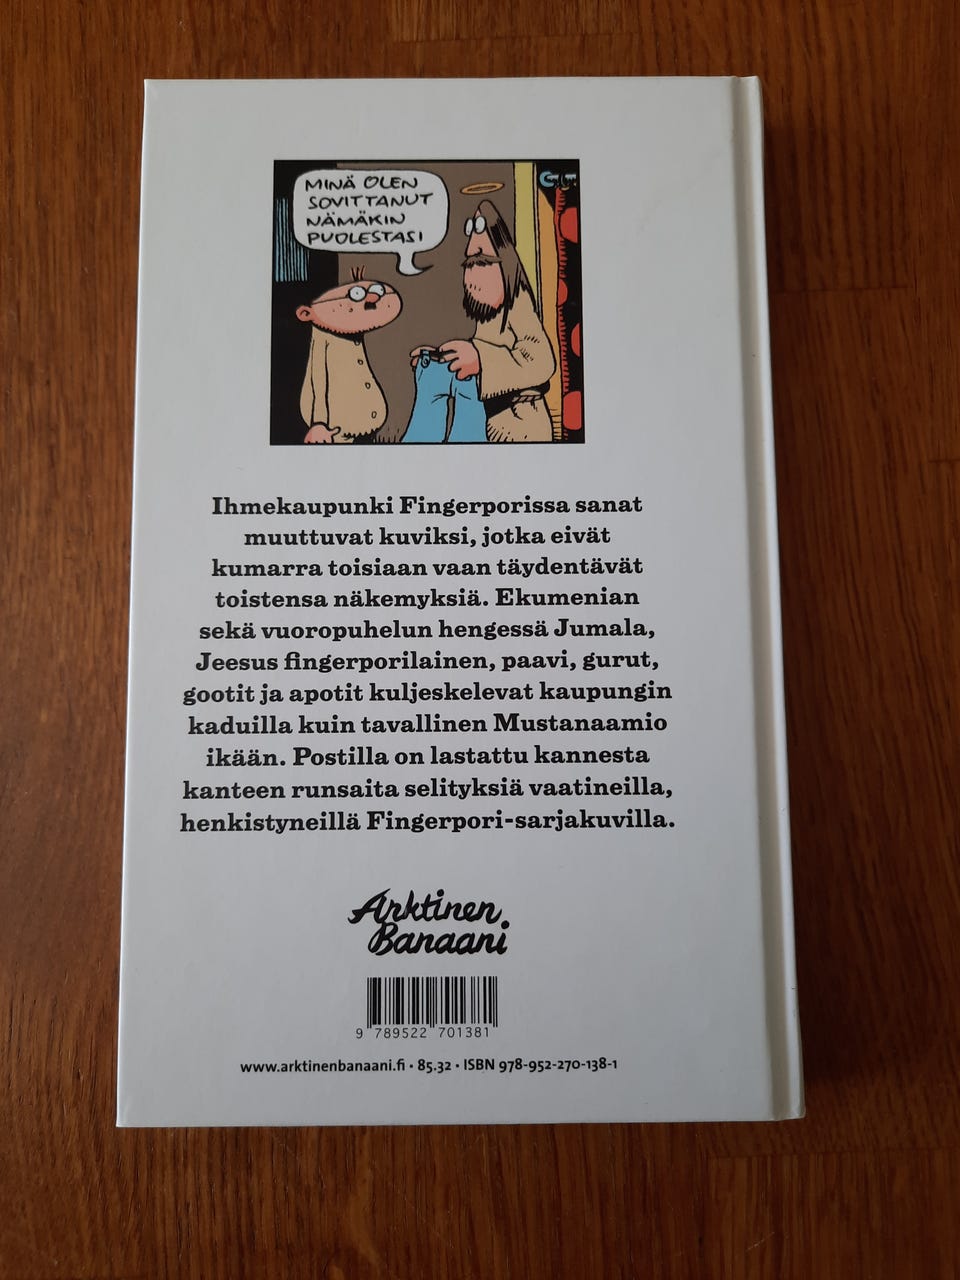 MINÄ OLEN
SOVITTANUT
NÄMÄKIN
PUOLESTASI
Ihmekaupunki Fingerporissa sanat
muuttuvat kuviksi, jotka eivät
kumarra toisiaan vaan täydentävät
toistensa näkemyksiä. Ekumenian
sekä vuoropuhelun hengessä Jumala,
Jeesus fingerporilainen, paavi, gurut,
gootit ja apotit kuljeskelevat kaupungin
kaduilla kuin tavallinen Mustanaamio
ikään. Postilla on lastattu kannesta
kanteen runsaita selityksiä vaatineilla,
henkistyneillä Fingerpori-sarjakuvilla.
Arktinen
Banaani
9 789522 701381
www.arktinenbanaani.fi • 85.32 • ISBN 978-952-270-138-1